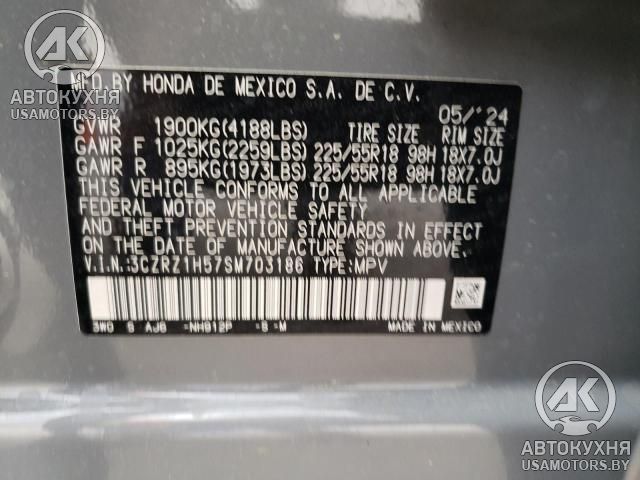 АК
АВТОКУХНЯ
USAMOTORS.BY
MFD. BY HONDA DE MEXICO S.A. DE C.V.
05/'24
GVWR 1900KG(4188LBS) TIRE SIZE RIM SIZE
GAWR F 1025KG(2259LBS) 225/55R18 98H 18X7.0J
GAWR R 895KG(1973LBS) 225/55R18 98H 18X7.0J
THIS VEHICLE CONFORMS TO ALL APPLICABLE
FEDERAL MOTOR VEHICLE SAFETY
AND THEFT PREVENTION STANDARDS IN EFFECT
ON THE DATE OF MANUFACTURE SHOWN ABOVE.
V.I.N.:3CZRZ1H57SM703186 TYPE:MPV
3W0 S AJ6 -NH912P -S -M MADE IN MEXICO
АК
АВТОКУХНЯ
USAMOTORS.BY